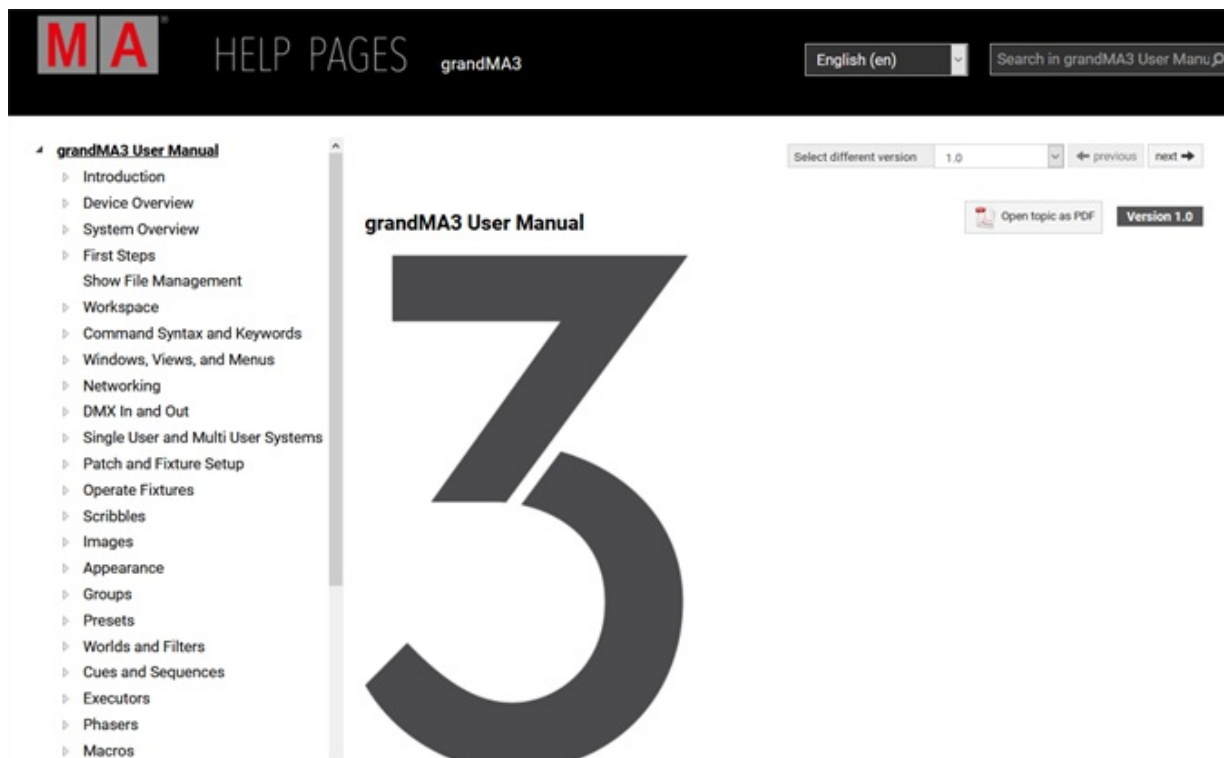 MA® HELP PAGES grandMA3
English (en)
Search in grandMA3 User Manu
grandMA3 User Manual
Introduction
Device Overview
System Overview
First Steps
Show File Management
Workspace
Command Syntax and Keywords
Windows, Views, and Menus
Networking
DMX In and Out
Single User and Multi User Systems
Patch and Fixture Setup
Operate Fixtures
Scribbles
Images
Appearance
Groups
Presets
Worlds and Filters
Cues and Sequences
Executors
Phasers
Macros
Select different version 1.0 previous next
Open topic as PDF Version 1.0
grandMA3 User Manual
3